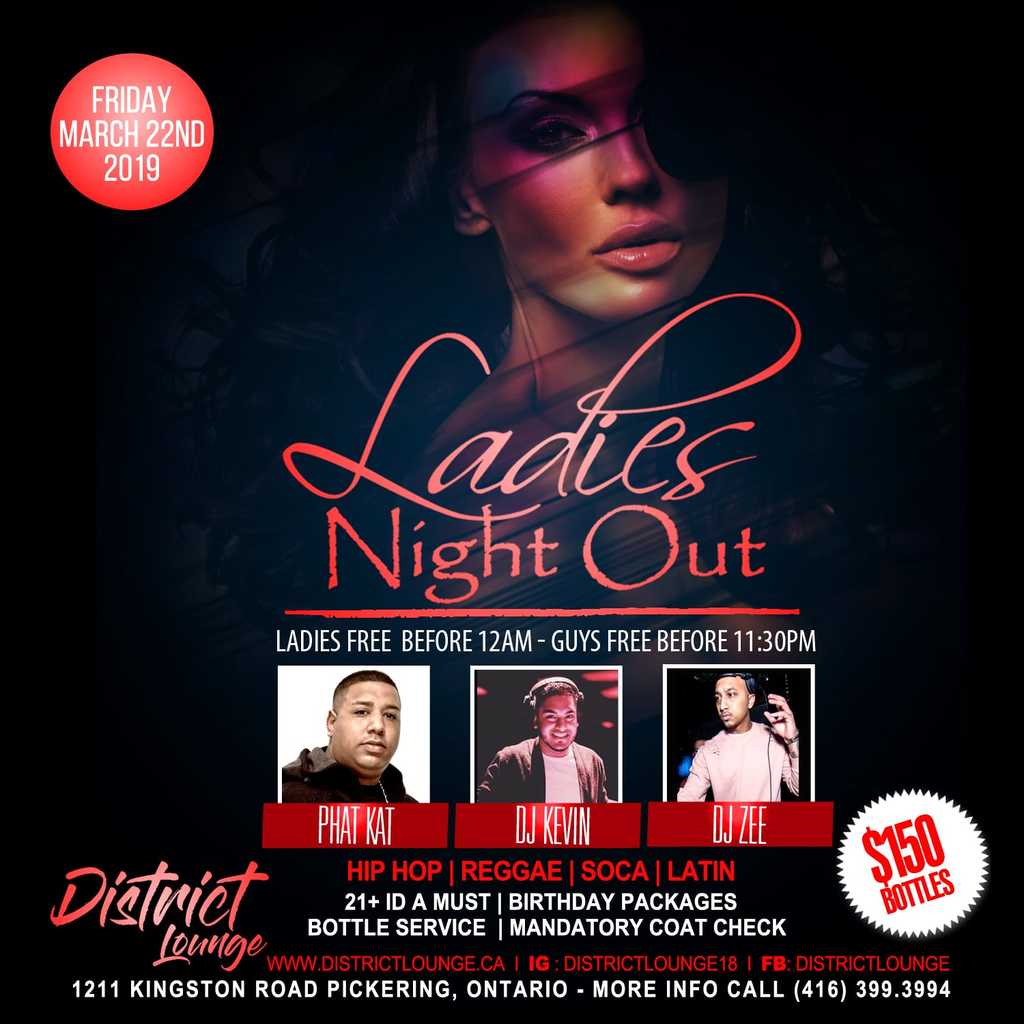 FRIDAY
MARCH 22ND
2019
Ladies
Night Out
LADIES FREE BEFORE 12AM - GUYS FREE BEFORE 11:30PM
PHAT KAT
DJ KEVIN
DJ ZEE
$150
BOTTLES
HIP HOP | REGGAE | SOCA | LATIN
21+ ID A MUST | BIRTHDAY PACKAGES
BOTTLE SERVICE | MANDATORY COAT CHECK
District
Lounge
WWW.DISTRICTLOUNGE.CA | IG : DISTRICTLOUNGE18 | FB: DISTRICTLOUNGE
1211 KINGSTON ROAD PICKERING, ONTARIO - MORE INFO CALL (416) 399.3994